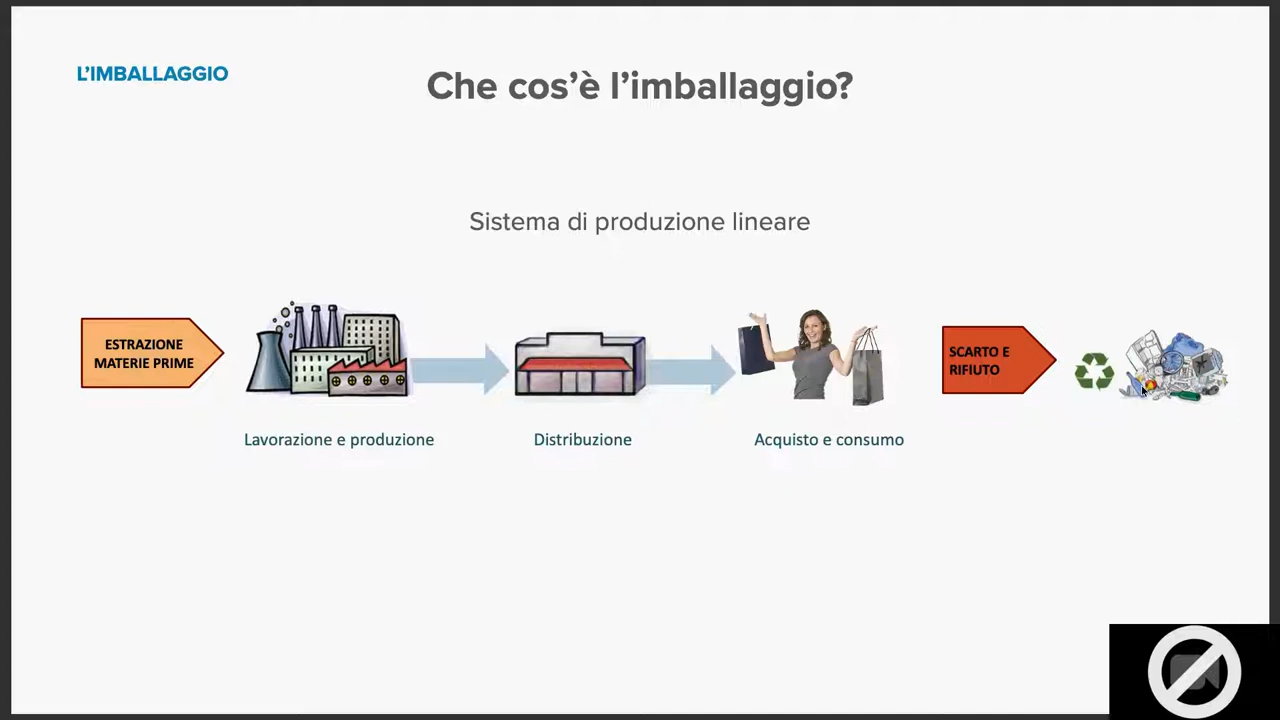 L'IMBALLAGGIO
Che cos'è l'imballaggio?
Sistema di produzione lineare
ESTRAZIONE
MATERIE PRIME
SCARTO E
RIFIUTO
Lavorazione e produzione
Distribuzione
Acquisto e consumo